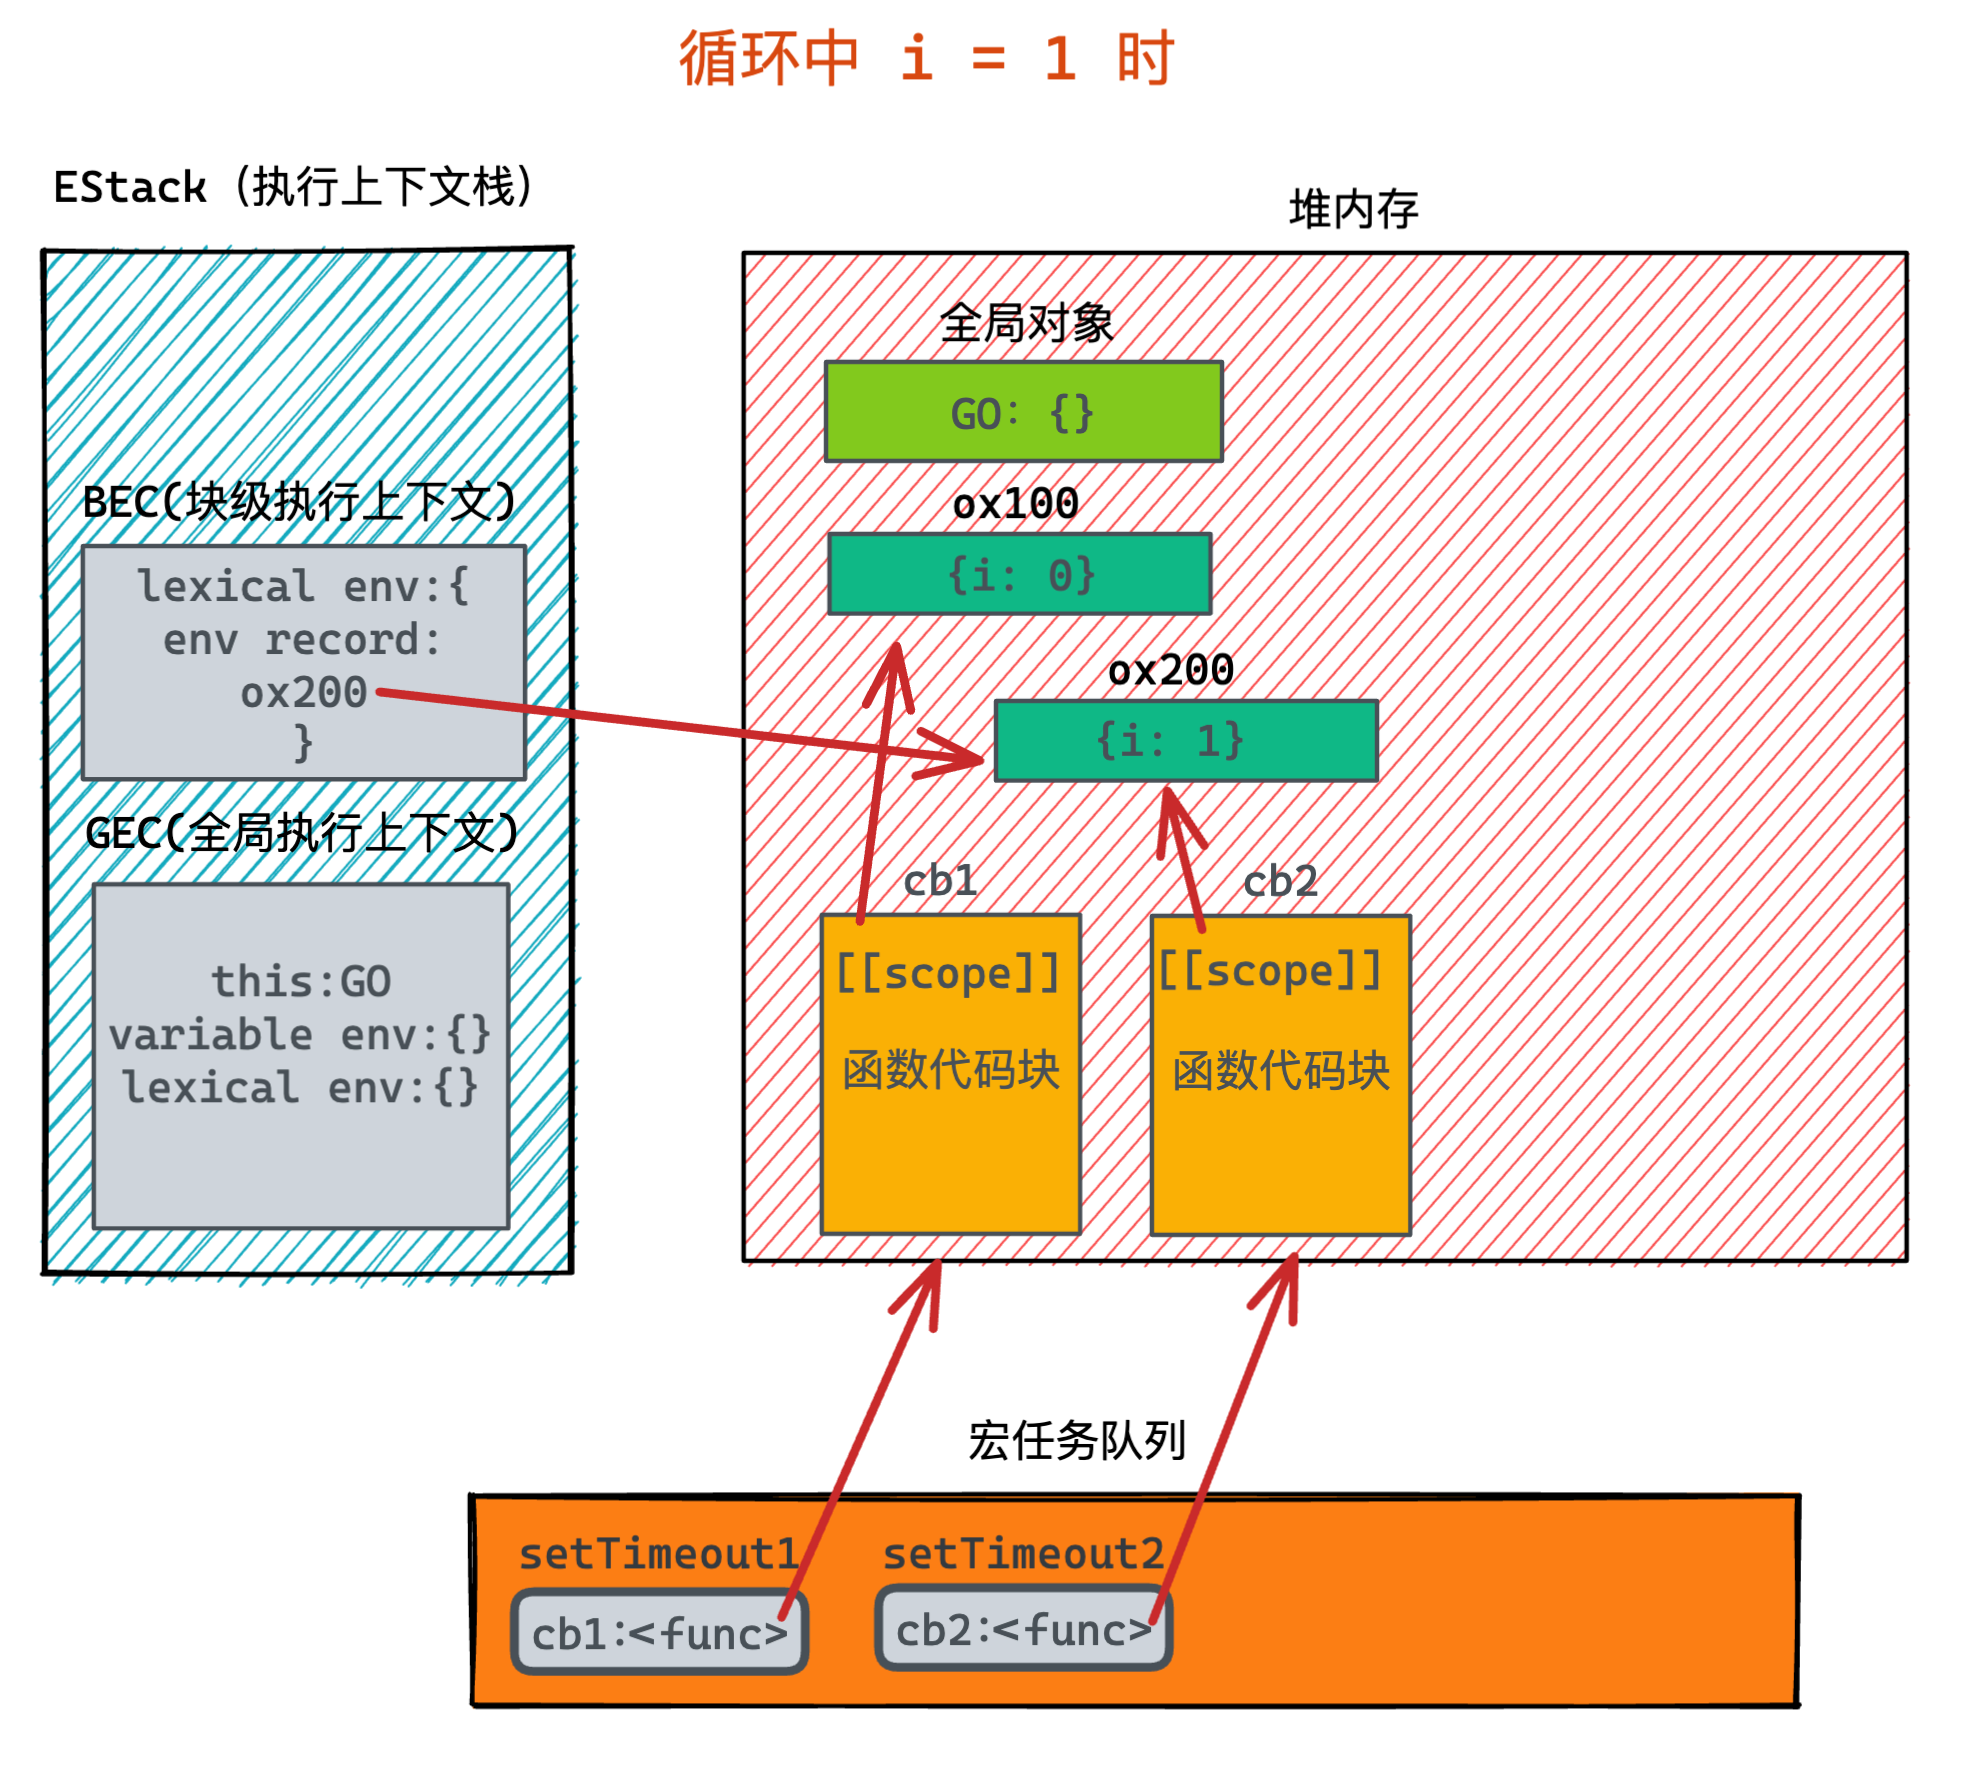 循环中 i = 1 时
EStack（执行上下文栈）
BEC(块级执行上下文)
lexical env:{
env record:
ox200
}
GEC(全局执行上下文)
this:GO
variable env:{}
lexical env:{}
堆内存
全局对象
GO: {}
ox100
{i: 0}
ox200
{i: 1}
cb1
[[scope]]
函数代码块
cb2
[[scope]]
函数代码块
宏任务队列
setTimeout1
cb1:<func>
setTimeout2
cb2:<func>